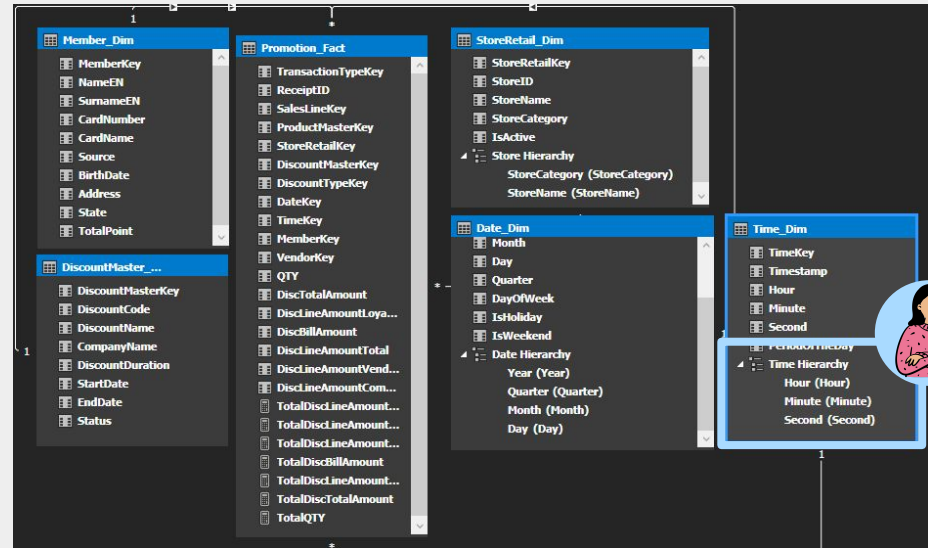 1
*
Member_Dim
MemberKey
NameEN
SurnameEN
CardNumber
CardName
Source
BirthDate
Address
State
TotalPoint
DiscountMaster_...
DiscountMasterKey
DiscountCode
DiscountName
CompanyName
DiscountDuration
StartDate
EndDate
Status
1
Promotion_Fact
TransactionTypeKey
ReceiptID
SalesLineKey
ProductMasterKey
StoreRetailKey
DiscountMasterKey
DiscountTypeKey
DateKey
TimeKey
MemberKey
VendorKey
QTY
DiscTotalAmount
DiscLineAmountLoya...
DiscBillAmount
DiscLineAmountTotal
DiscLineAmountVend...
DiscLineAmountCom...
TotalDiscLineAmount...
TotalDiscLineAmount...
TotalDiscLineAmount...
TotalDiscBillAmount
TotalDiscLineAmount...
TotalDiscTotalAmount
TotalQTY
*
*
StoreRetail_Dim
StoreRetailKey
StoreID
StoreName
StoreCategory
IsActive
Store Hierarchy
StoreCategory (StoreCategory)
StoreName (StoreName)
Date_Dim
Month
Day
Quarter
DayOfWeek
IsHoliday
IsWeekend
Date Hierarchy
Year (Year)
Quarter (Quarter)
Month (Month)
Day (Day)
1
Time_Dim
TimeKey
Timestamp
Hour
Minute
Second
PeriodOfTheDay
Time Hierarchy
Hour (Hour)
Minute (Minute)
Second (Second)
1